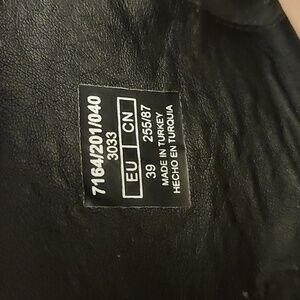 7164/201/040
3033
EU | CN
39 255/87
MADE IN TURKEY
HECHO EN TURQUIA